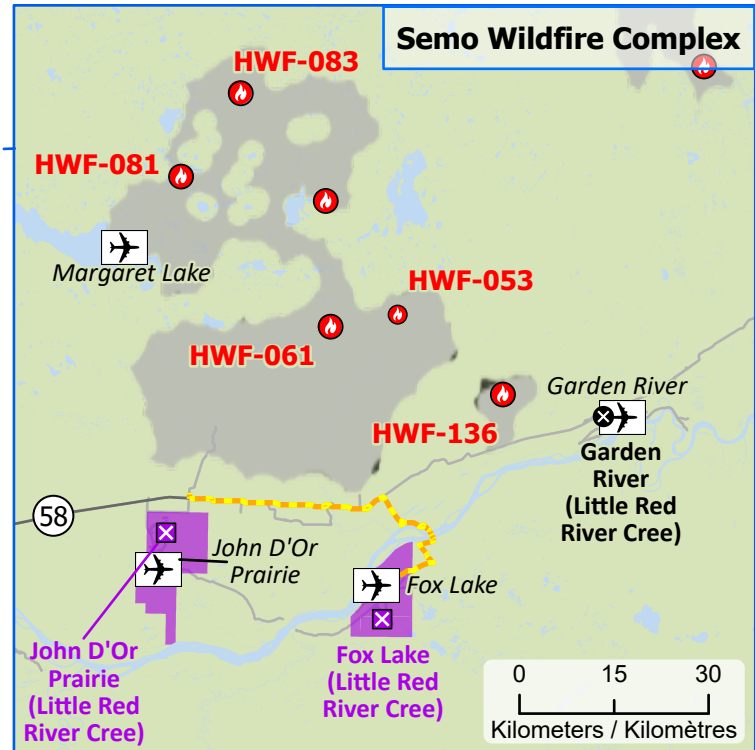 Semo Wildfire Complex
HWF-083
HWF-081
Margaret Lake
HWF-053
HWF-061
Garden River
HWF-136
Garden
River
(Little Red
River Cree)
58
John D'Or
Prairie
Fox Lake
John D'Or
Prairie
(Little Red
River Cree)
Fox Lake
(Little Red
River Cree)
0 15 30
Kilometers / Kilomètres